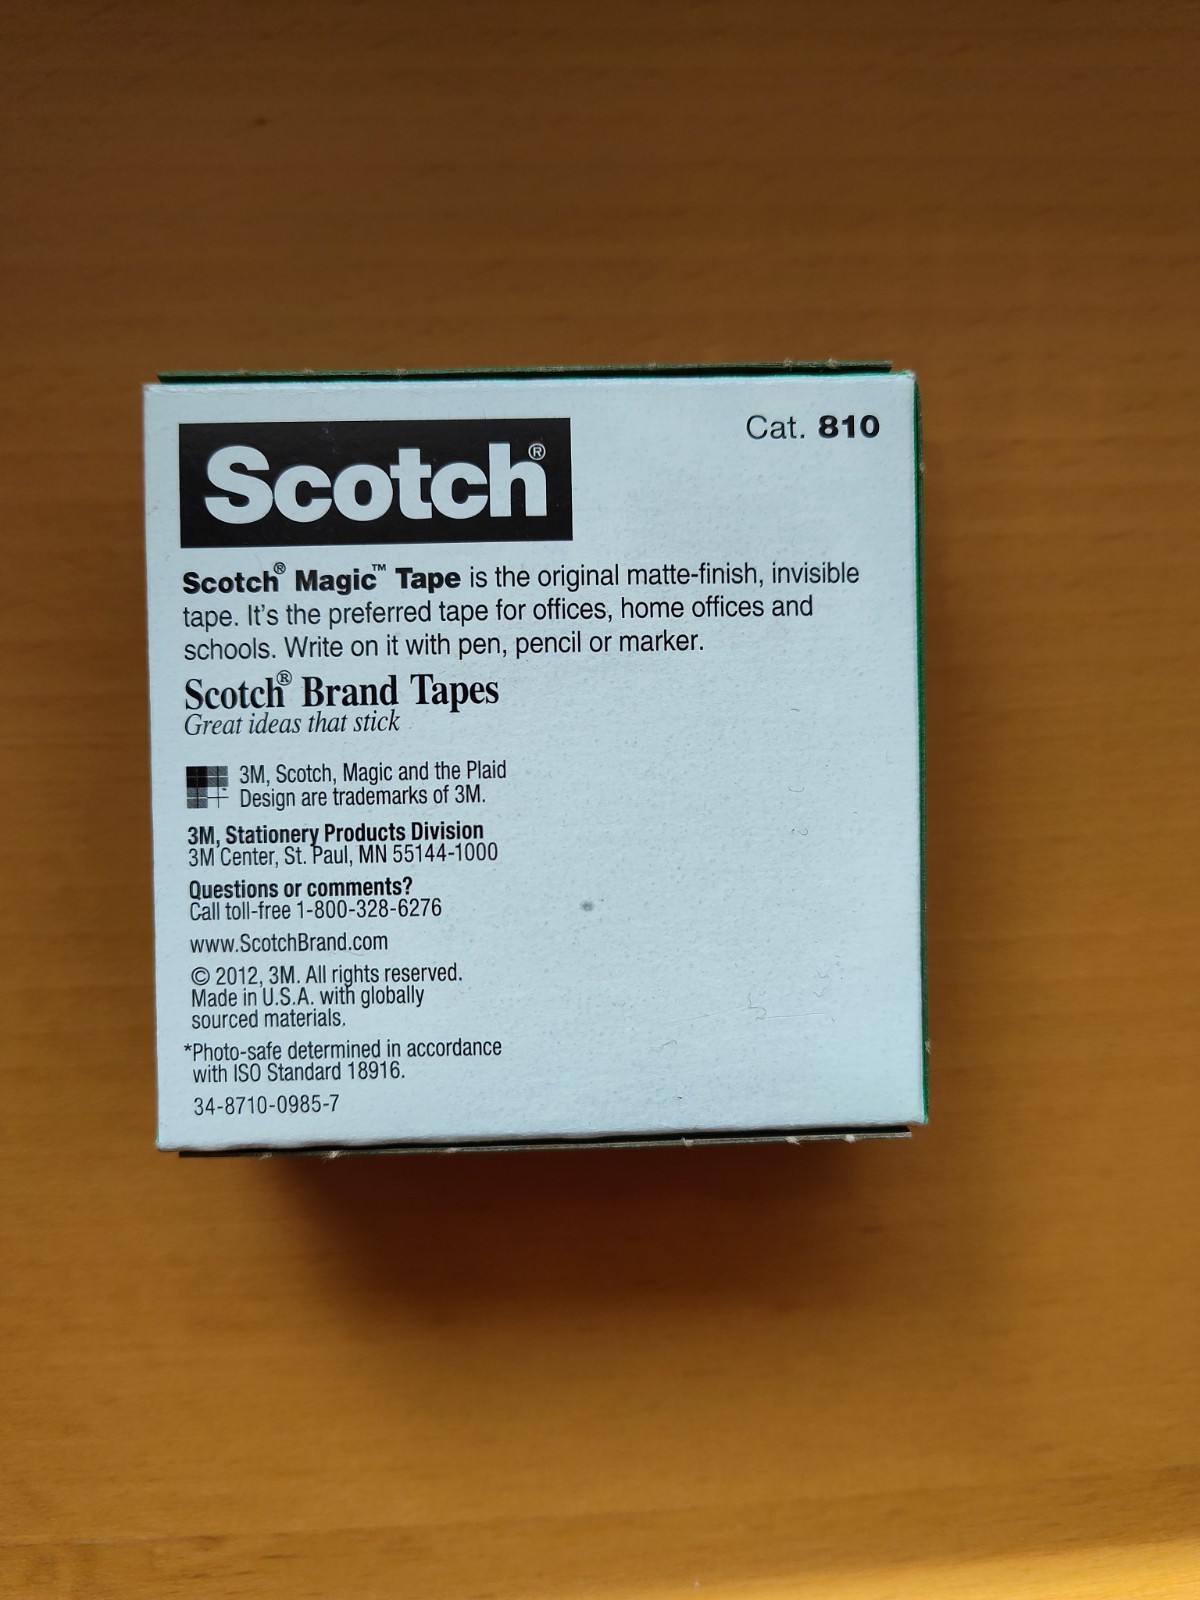 Scotch®
Cat. 810
Scotch® Magic™ Tape is the original matte-finish, invisible
tape. It's the preferred tape for offices, home offices and
schools. Write on it with pen, pencil or marker.
Scotch® Brand Tapes
Great ideas that stick
3M, Scotch, Magic and the Plaid
Design are trademarks of 3M.
3M, Stationery Products Division
3M Center, St. Paul, MN 55144-1000
Questions or comments?
Call toll-free 1-800-328-6276
www.ScotchBrand.com
© 2012, 3M. All rights reserved.
Made in U.S.A. with globally
sourced materials.
*Photo-safe determined in accordance
with ISO Standard 18916.
34-8710-0985-7